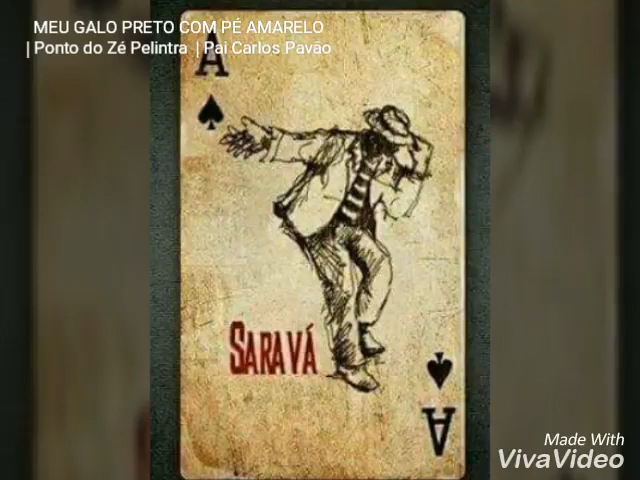 MEU GALO PRETO COM PÉ AMARELO
| Ponto do Zé Pelintra | Pai Carlos Pavão
A
SARAVÁ
A
Made With
VivaVideo